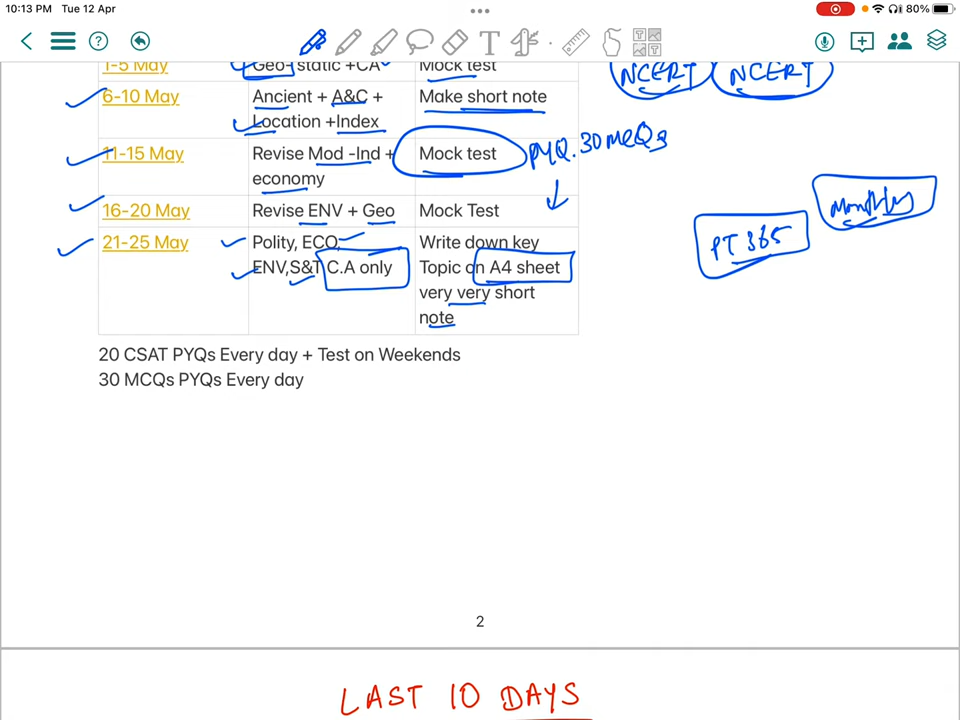 10:13 PM Tue 12 Apr
80%
1-5 May Geo- static +CA Mock test
NCERT NCERT
6-10 May Ancient + A&C + Make short note
Location +Index
11-15 May Revise Mod -Ind + Mock test PYQ. 30 MCQs
economy
16-20 May Revise ENV + Geo Mock Test
Monthly
PT 365
21-25 May Polity, ECO, Write down key
ENV,S&T C.A only Topic on A4 sheet
very very short
note
20 CSAT PYQs Every day + Test on Weekends
30 MCQs PYQs Every day
2
LAST 10 DAYS